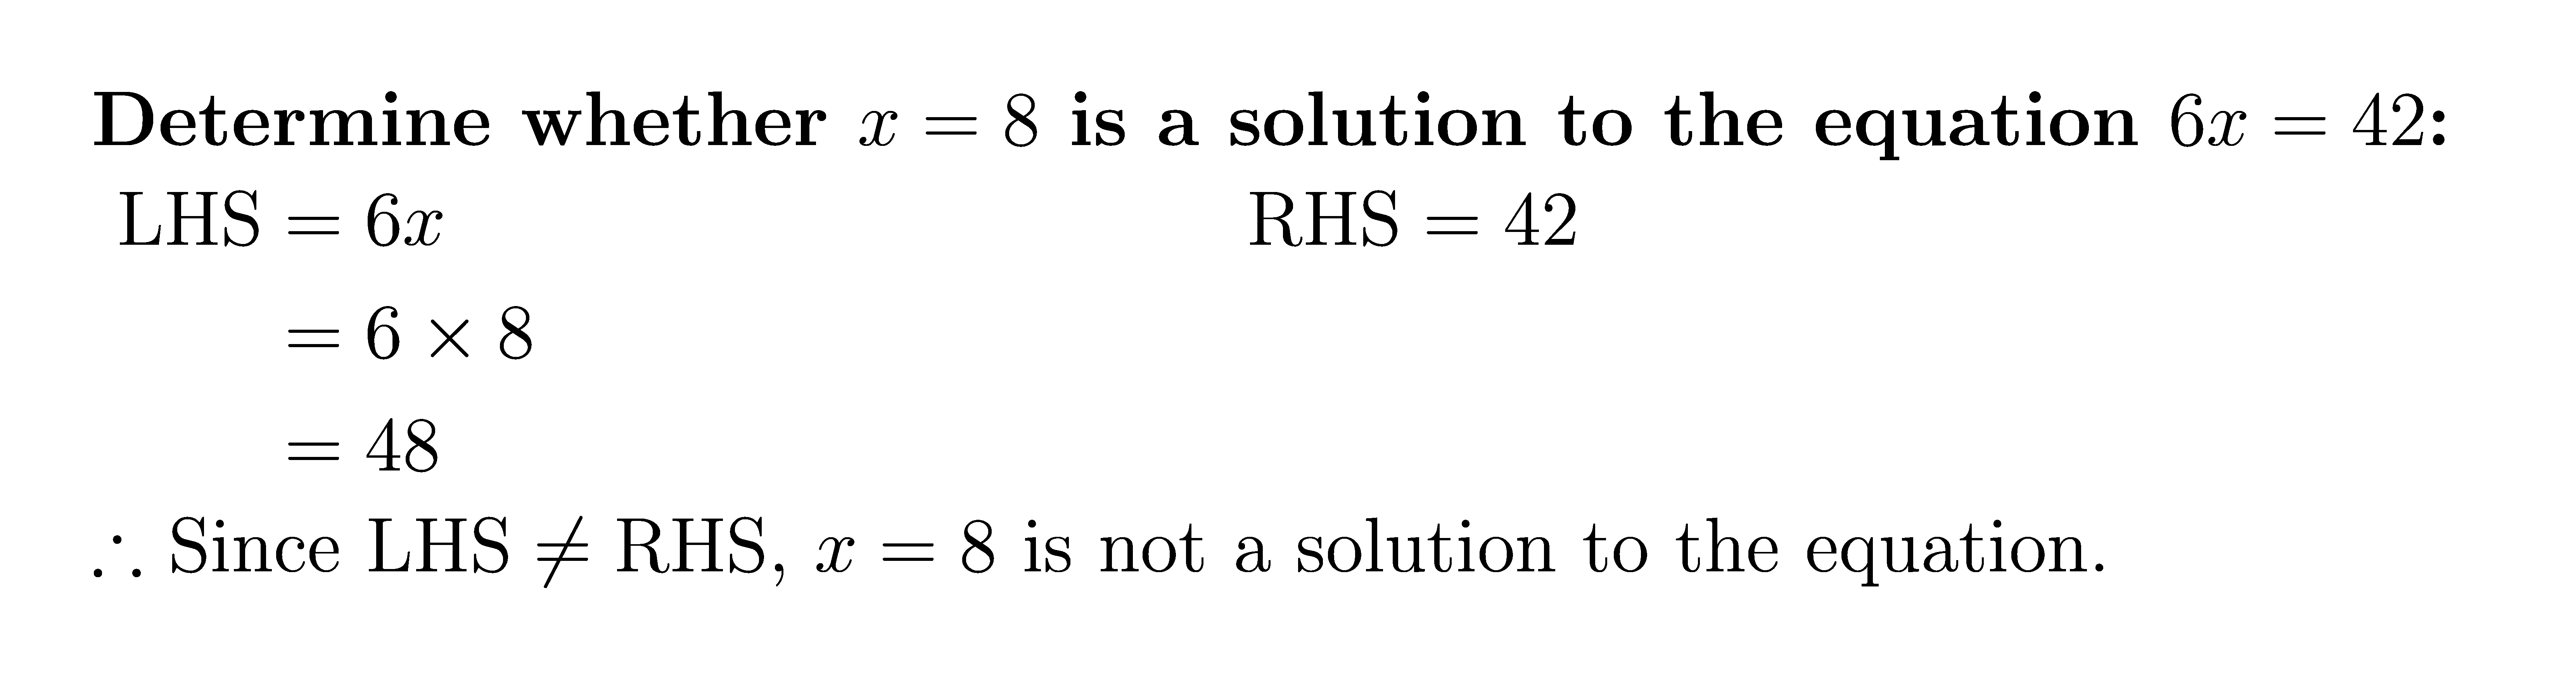 Determine whether x = 8 is a solution to the equation 6x = 42:
LHS = 6x RHS = 42
= 6 × 8
= 48
∴ Since LHS ≠ RHS, x = 8 is not a solution to the equation.